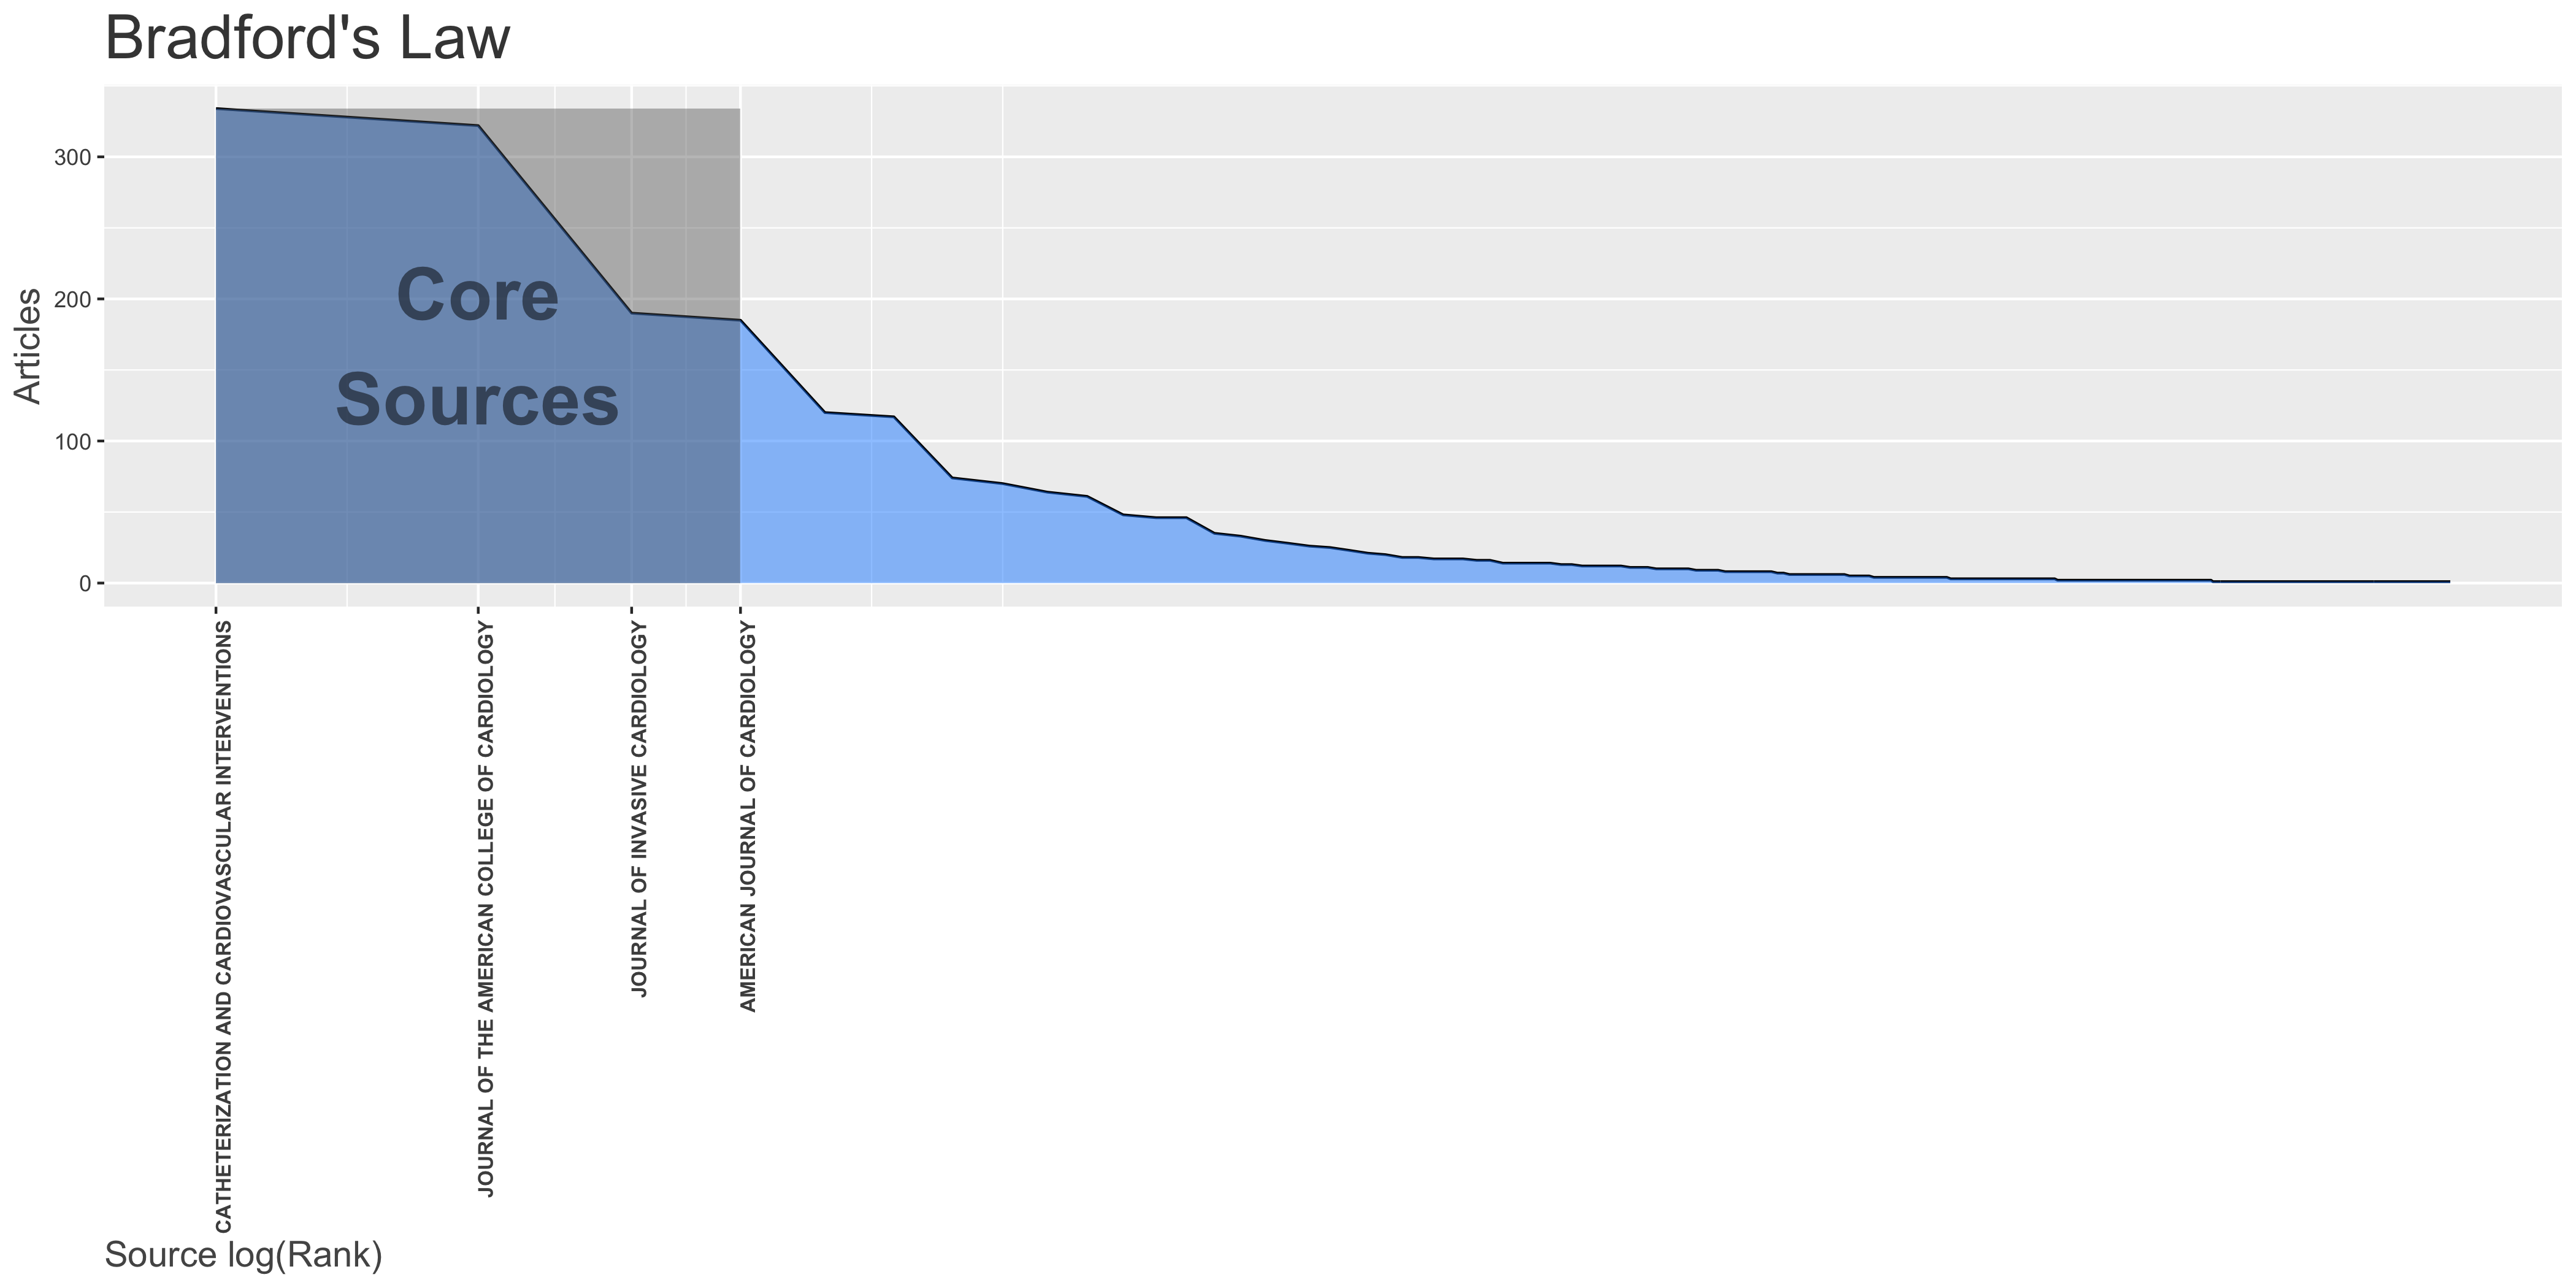 Bradford's Law
Articles
300
200
100
0
Core
Sources
CATHETERIZATION AND CARDIOVASCULAR INTERVENTIONS
JOURNAL OF THE AMERICAN COLLEGE OF CARDIOLOGY
JOURNAL OF INVASIVE CARDIOLOGY
AMERICAN JOURNAL OF CARDIOLOGY
Source log(Rank)